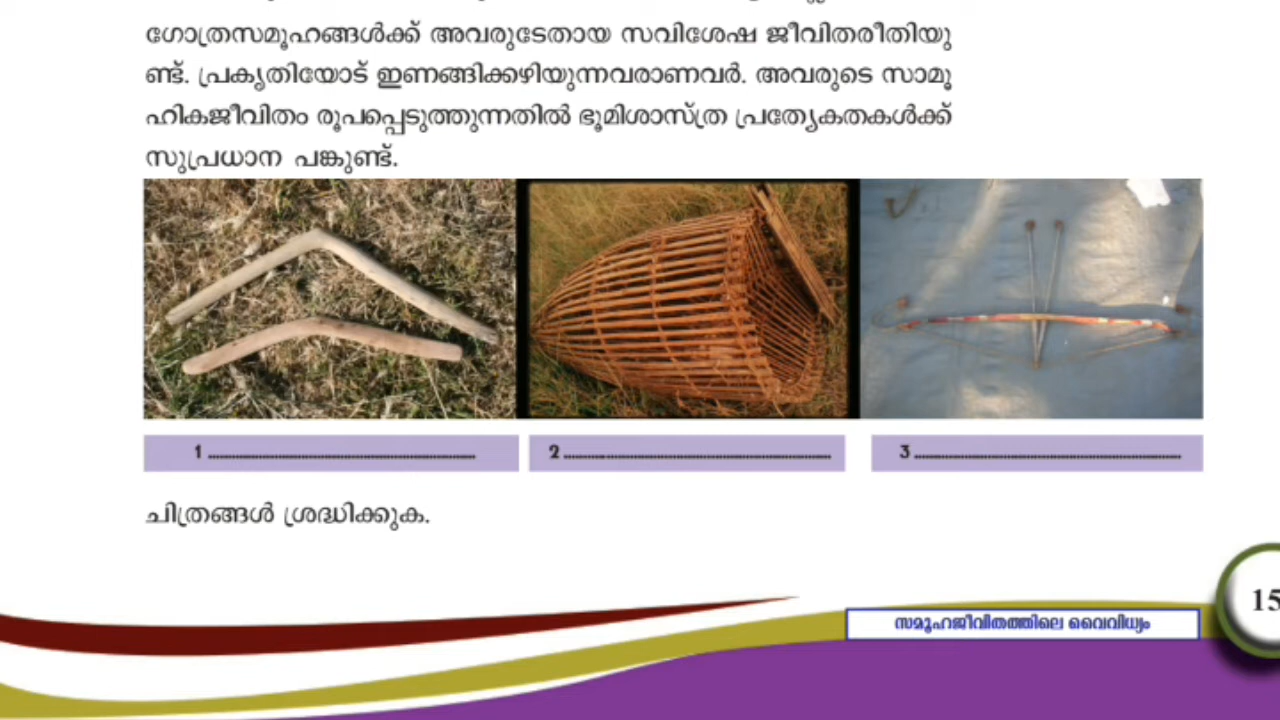 ഗോത്രസമൂഹങ്ങൾക്ക് അവരുടേതായ സവിശേഷ ജീവിതരീതിയു
ണ്ട്. പ്രകൃതിയോട് ഇണങ്ങിക്കഴിയുന്നവരാണവർ. അവരുടെ സാമൂ
ഹികജീവിതം രൂപപ്പെടുത്തുന്നതിൽ ഭൂമിശാസ്ത്ര പ്രത്യേകതകൾക്ക്
സുപ്രധാന പങ്കുണ്ട്.
1 ........................................
2 ........................................
3 ........................................
ചിത്രങ്ങൾ ശ്രദ്ധിക്കുക.
15
സമൂഹജീവിതത്തിലെ വൈവിധ്യം